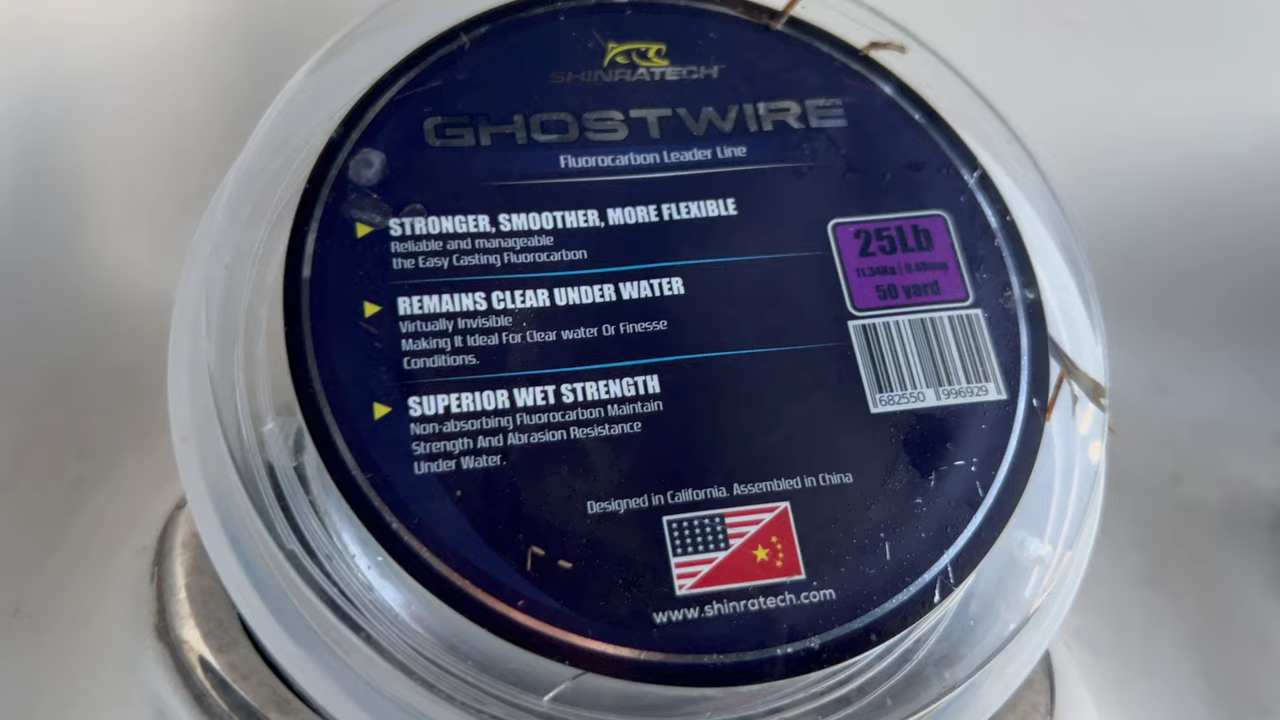 SHINRATECH
GHOSTWIRE
Fluorocarbon Leader Line
STRONGER, SMOOTHER, MORE FLEXIBLE
Reliable and manageable
the Easy Casting Fluorocarbon
REMAINS CLEAR UNDER WATER
Virtually Invisible
Making It Ideal For Clear water Or Finesse
Conditions.
SUPERIOR WET STRENGTH
Non-absorbing Fluorocarbon Maintain
Strength And Abrasion Resistance
Under Water.
25Lb
11.34Kg |
50 yard
682550 996929
Designed in California. Assembled in China
www.shinratech.com